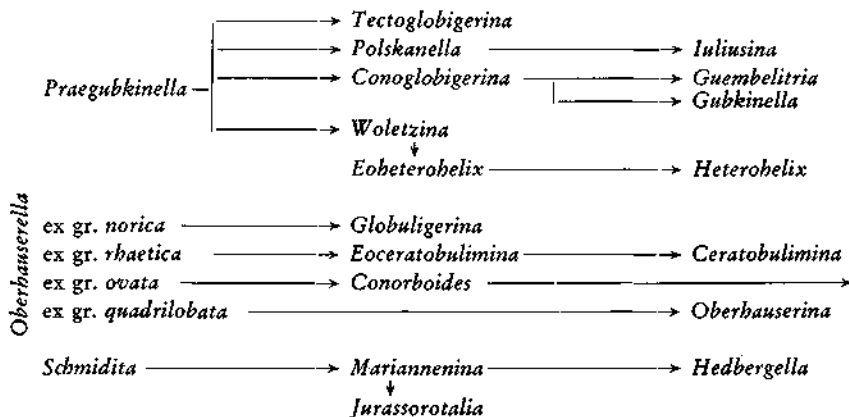 Tectoglobigerina
Polskanella Iuliusina
Praegubkinella Conoglobigerina Guembelitria
Gubkinella
Woletzina
Eoheterohelix Heterohelix
Oberhauserella
ex gr. norica Globuligerina
ex gr. rhaetica Eoceratobulimina Ceratobulimina
ex gr. ovata Conorboides
ex gr. quadrilobata Oberhauserina
Schmidita Mariannenina Hedbergella
Jurassorotalia